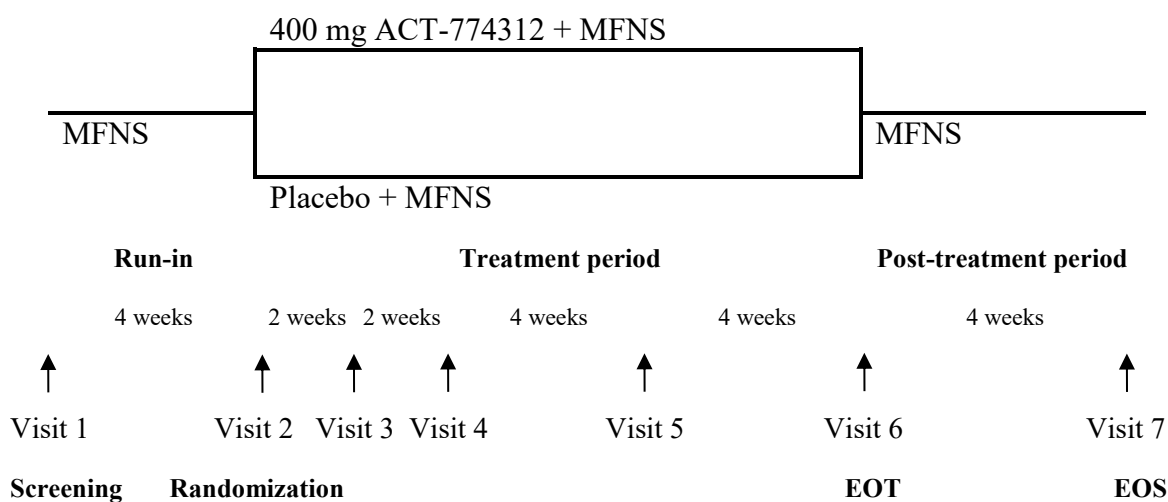 400 mg ACT-774312 + MFNS
MFNS
MFNS
Placebo + MFNS
Run-in Treatment period Post-treatment period
4 weeks 2 weeks 2 weeks 4 weeks 4 weeks 4 weeks
Visit 1 Visit 2 Visit 3 Visit 4 Visit 5 Visit 6 Visit 7
Screening Randomization EOT EOS